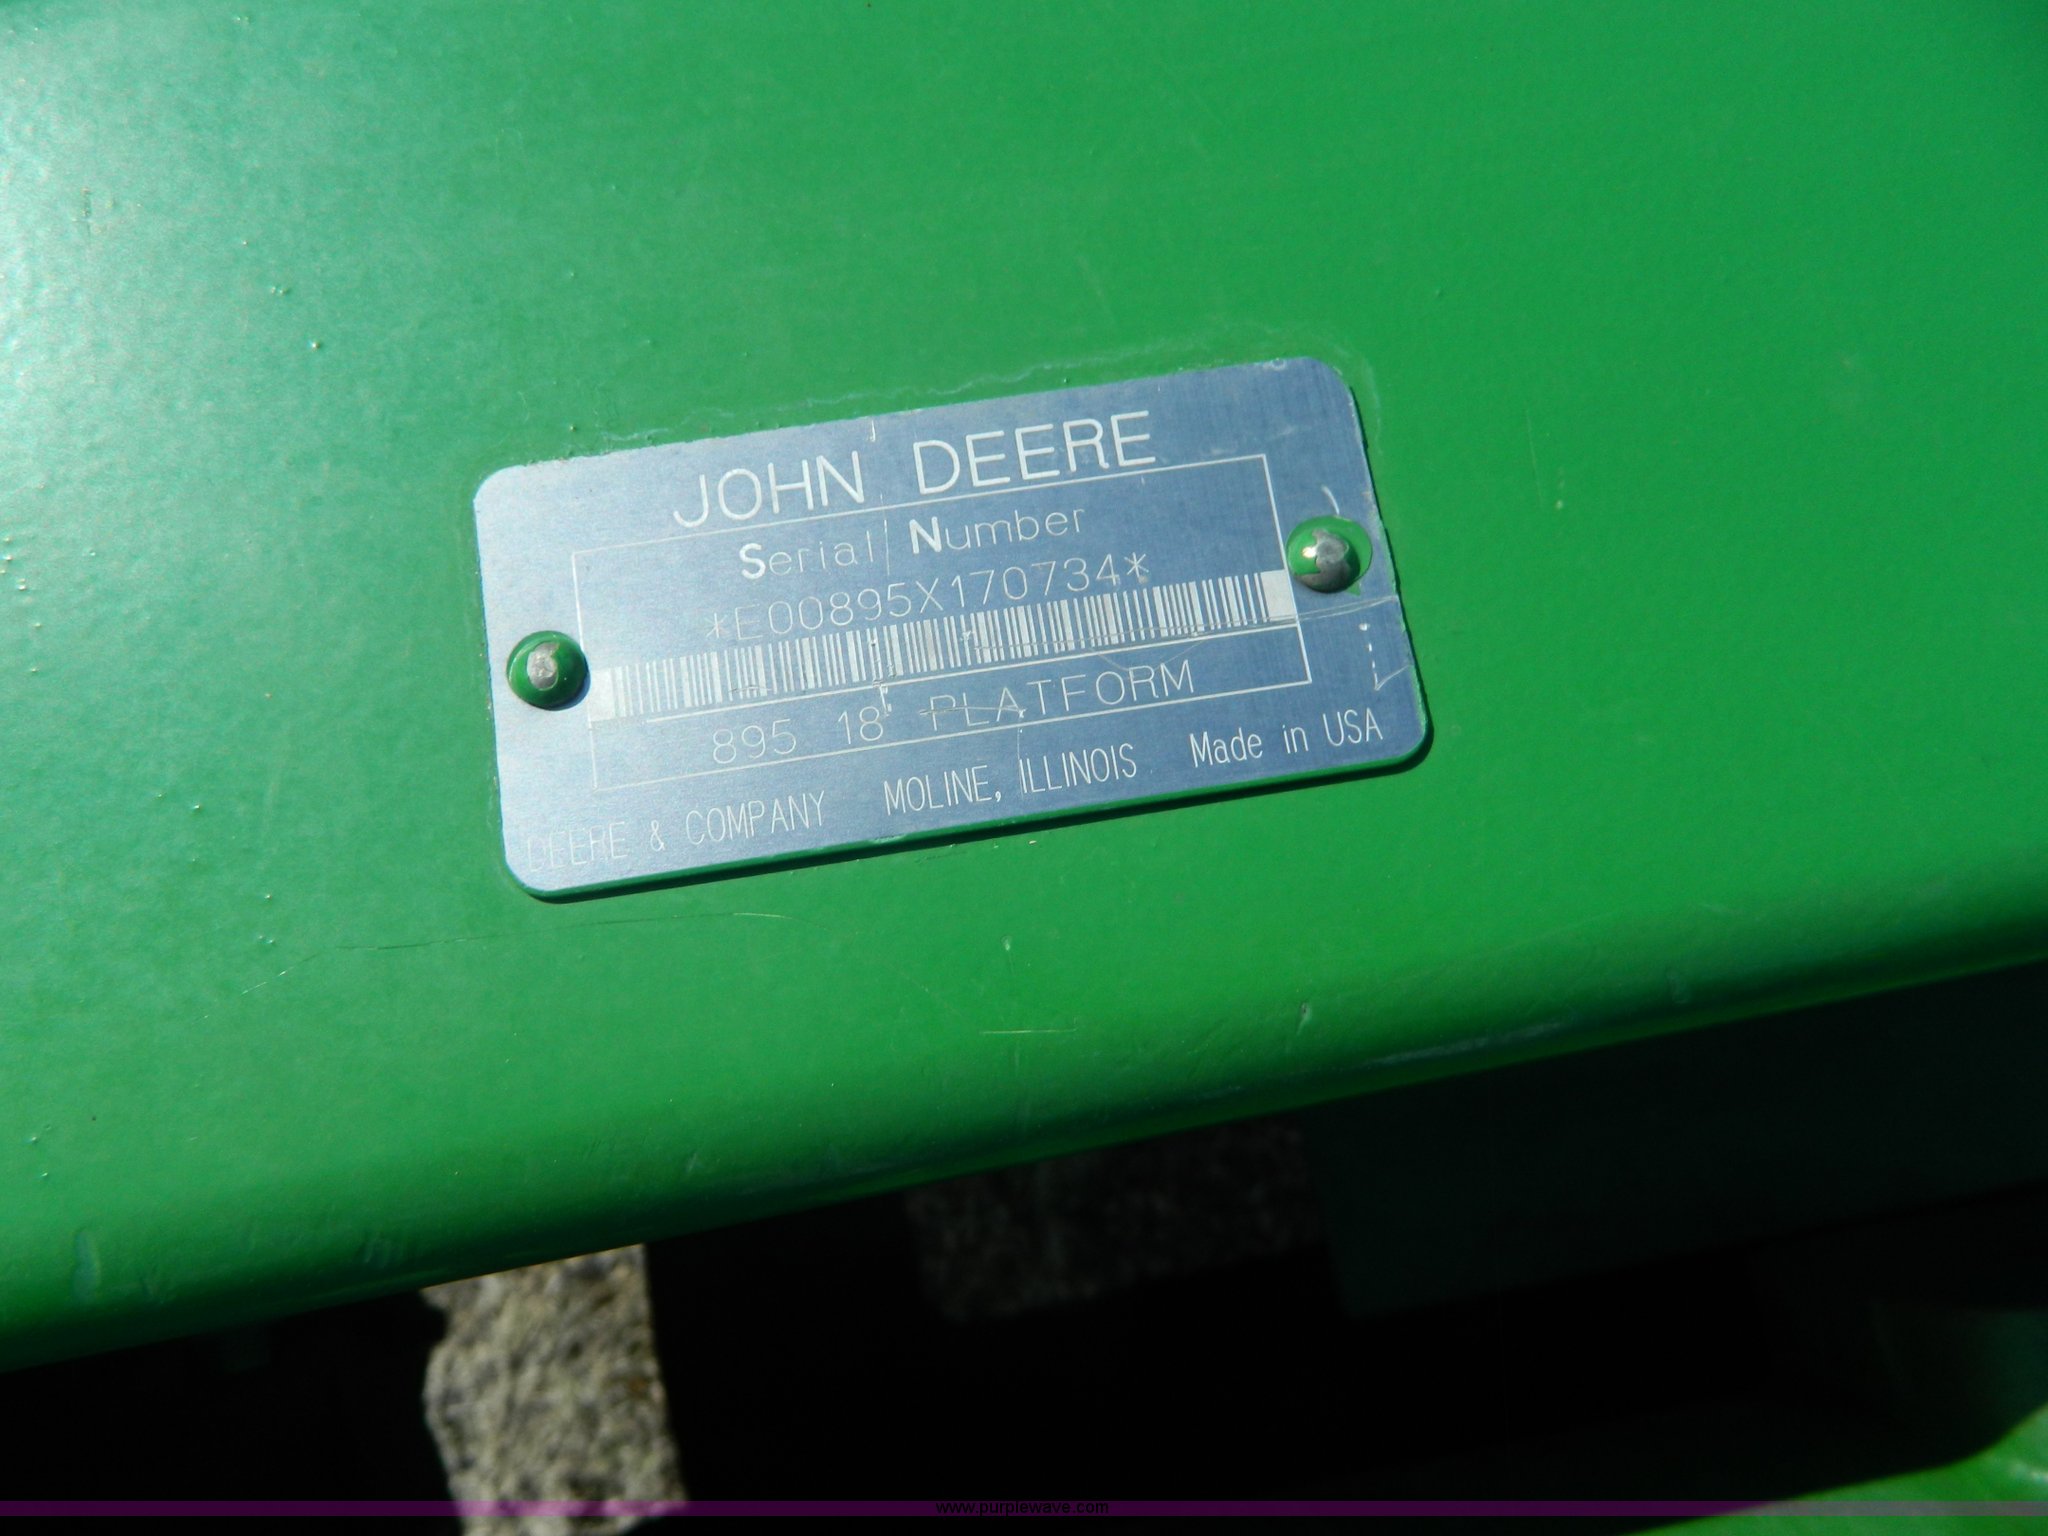 JOHN DEERE
Serial Number
*E00895X170734*
895 18' PLATFORM
DEERE & COMPANY MOLINE, ILLINOIS Made in USA
www.purplewave.com